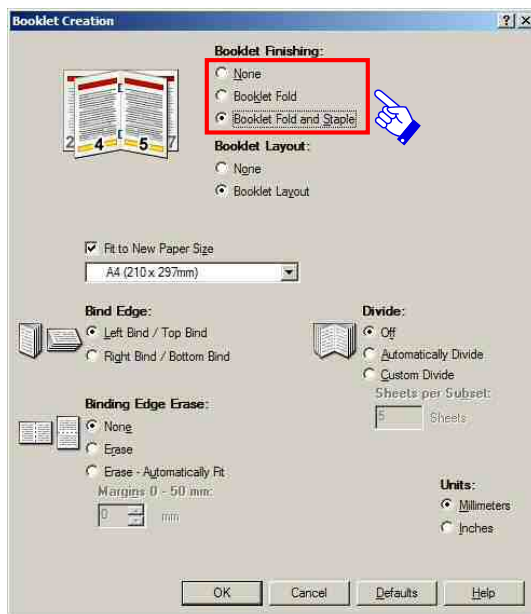 Booklet Creation
Booklet Finishing:
None
Booklet Fold
Booklet Fold and Staple
2 4 5 7
Booklet Layout:
None
Booklet Layout
Fit to New Paper Size
A4 (210 x 297mm)
Bind Edge:
Left Bind / Top Bind
Right Bind / Bottom Bind
Divide:
Off
Automatically Divide
Custom Divide
Sheets per Subset:
5 Sheets
Binding Edge Erase:
None
Erase
Erase - Automatically Fit
Margins 0 - 50 mm:
0 mm
Units:
Millimeters
Inches
OK Cancel Defaults Help